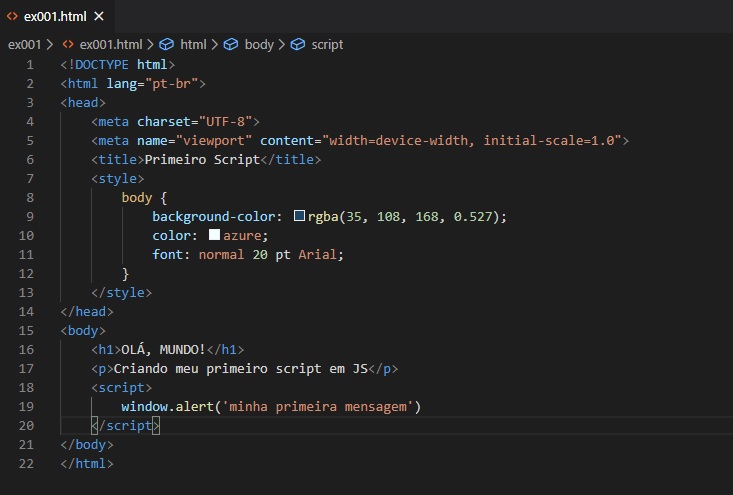 ex001.html
ex001 > ex001.html > html > body > script
1 <!DOCTYPE html>
2 <html lang="pt-br">
3 <head>
4     <meta charset="UTF-8">
5     <meta name="viewport" content="width=device-width, initial-scale=1.0">
6     <title>Primeiro Script</title>
7     <style>
8         body {
9             background-color: rgba(35, 108, 168, 0.527);
10             color: azure;
11             font: normal 20 pt Arial;
12         }
13     </style>
14 </head>
15 <body>
16     <h1>OLÁ, MUNDO!</h1>
17     <p>Criando meu primeiro script em JS</p>
18     <script>
19         window.alert('minha primeira mensagem')
20     </script>
21 </body>
22 </html>